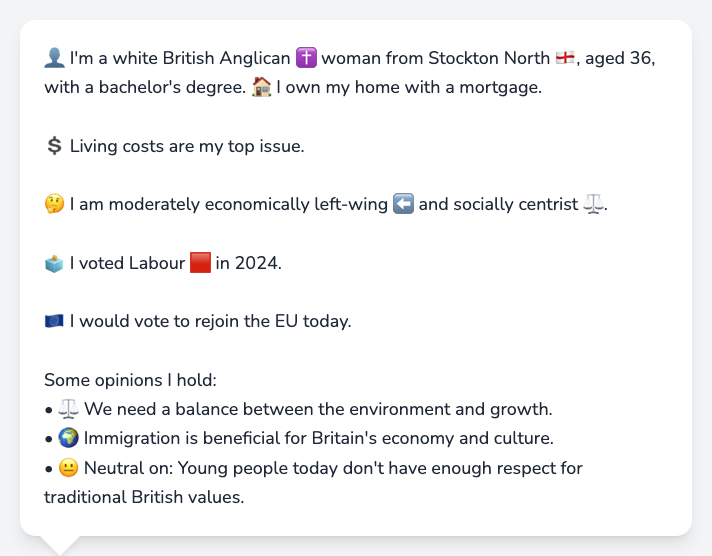 👤 I'm a white British Anglican ✝️ woman from Stockton North 🏴󠁧󠁢󠁥󠁮󠁧󠁿, aged 36,
with a bachelor's degree. 🏠 I own my home with a mortgage.
💲 Living costs are my top issue.
🤔 I am moderately economically left-wing ⬅️ and socially centrist ⚖️.
🗳️ I voted Labour 🟥 in 2024.
🇪🇺 I would vote to rejoin the EU today.
Some opinions I hold:
• ⚖️ We need a balance between the environment and growth.
• 🌍 Immigration is beneficial for Britain's economy and culture.
• 😐 Neutral on: Young people today don't have enough respect for
traditional British values.